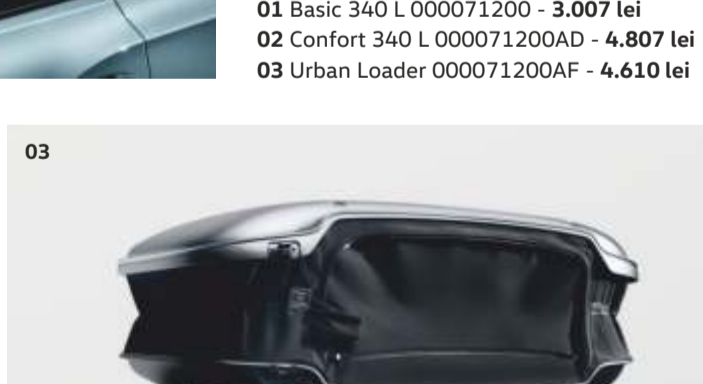 01 Basic 340 L 000071200 - 3.007 lei
02 Confort 340 L 000071200AD - 4.807 lei
03 Urban Loader 000071200AF - 4.610 lei
03